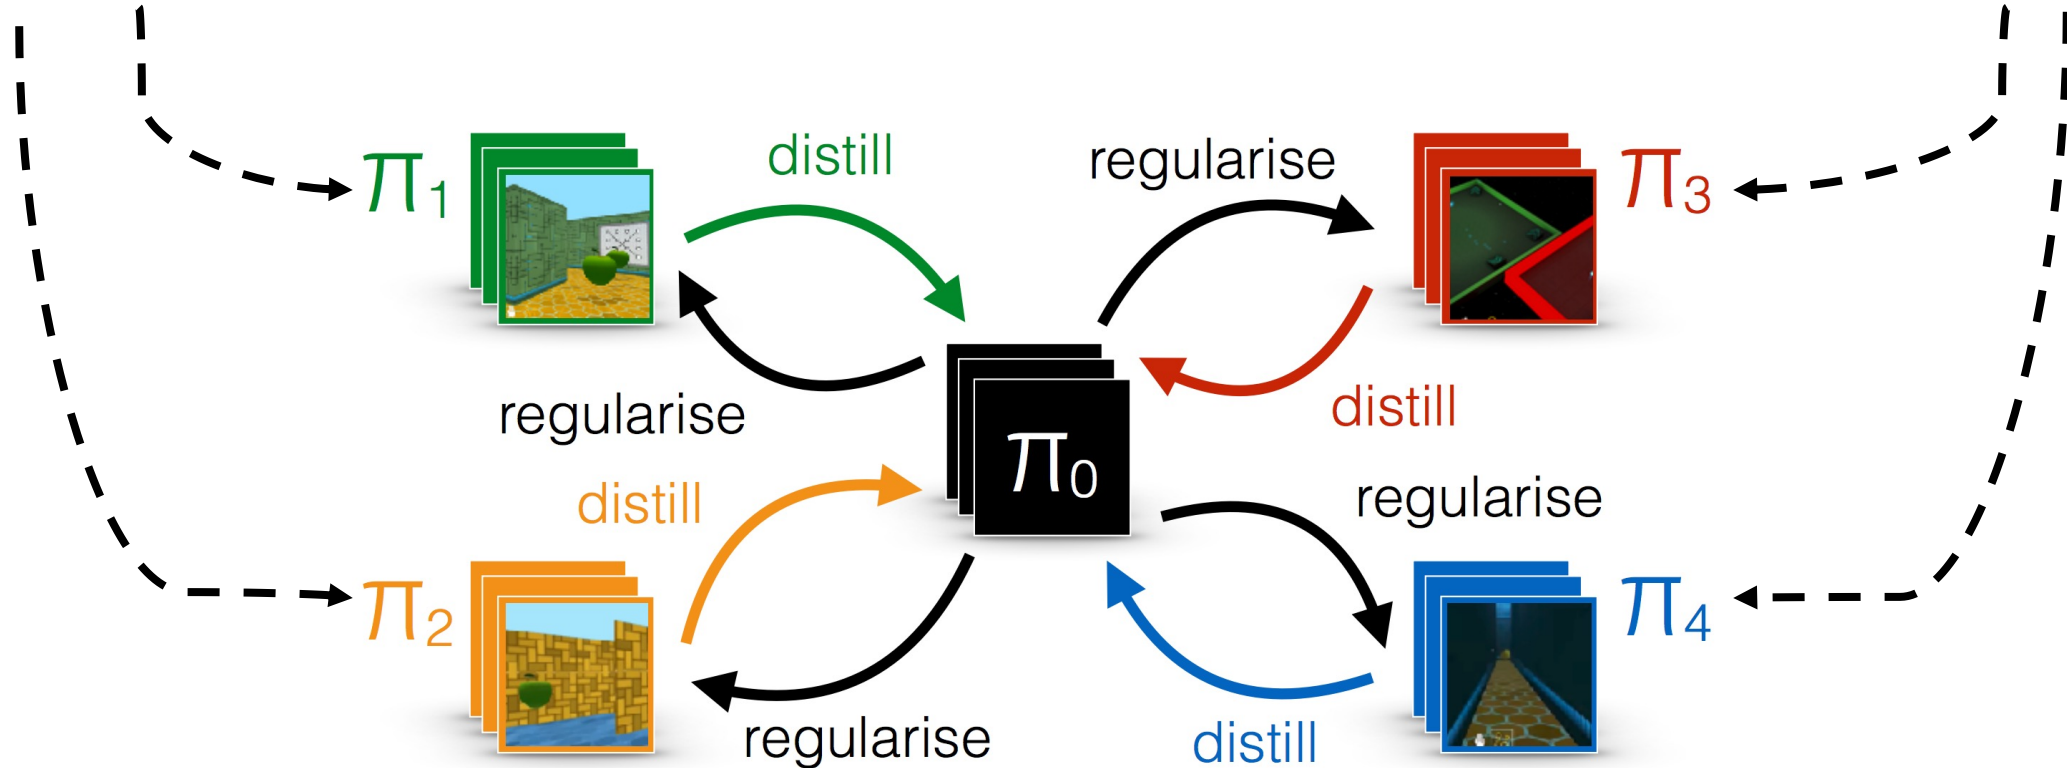 distill
regularise
π1
π3
regularise
distill
π0
distill
regularise
π2
π4
regularise
distill